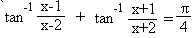 `tan⁻¹ x-1/x-2 + tan⁻¹ x+1/x+2 = π/4